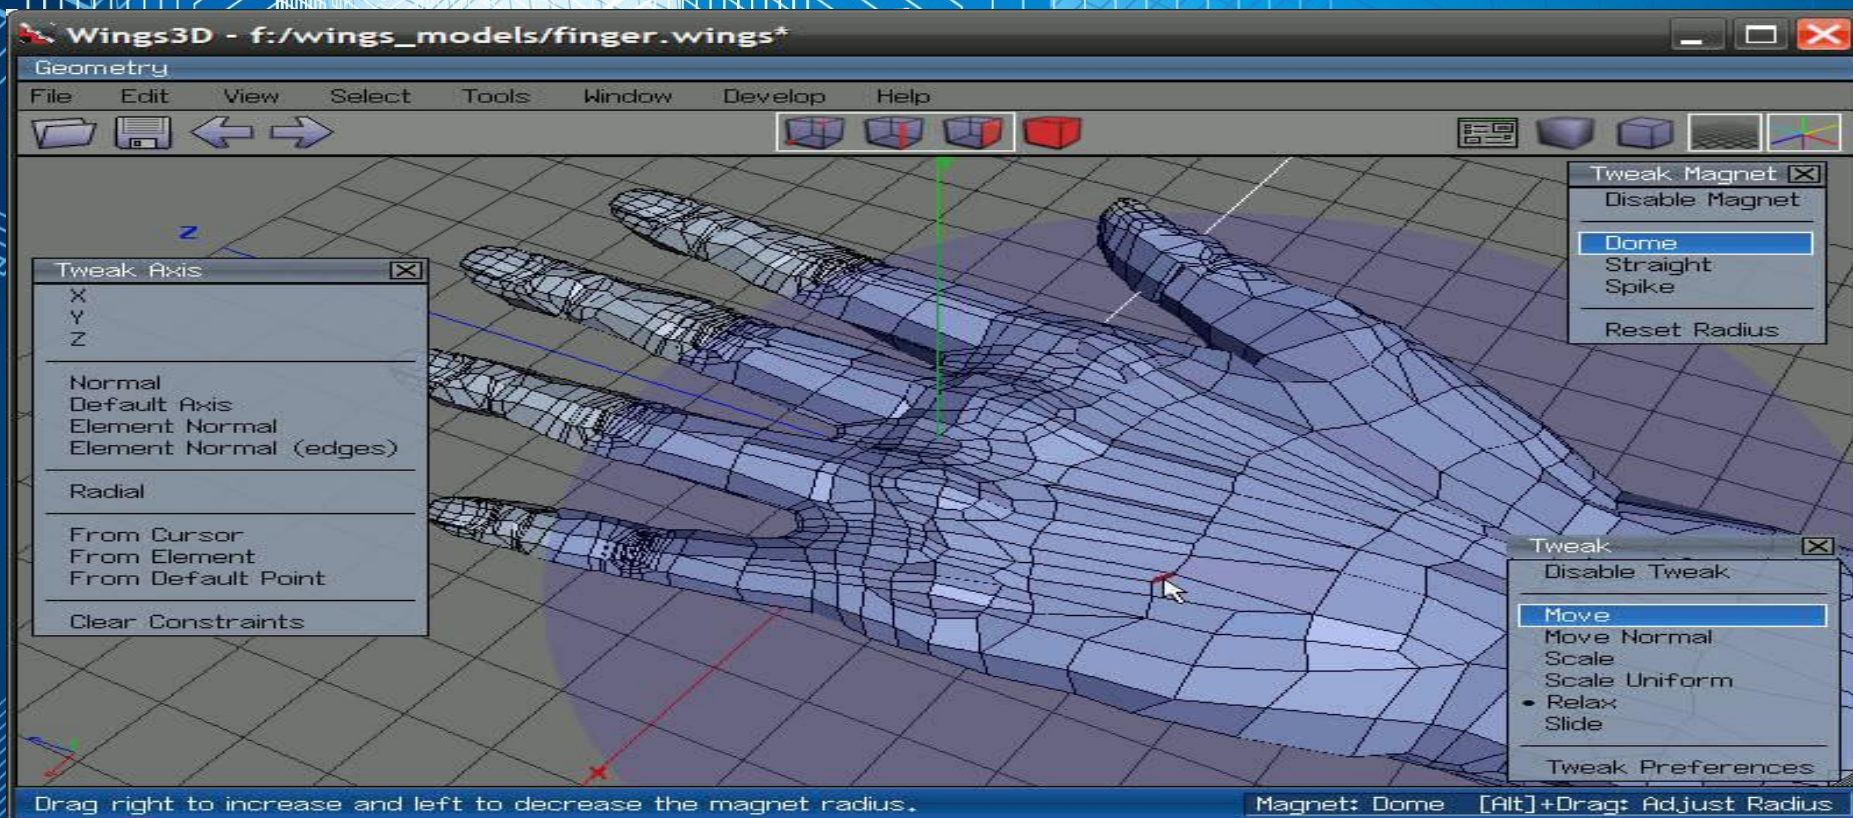 Wings3D - f:/wings_models/finger.wings*
Geometry
File Edit View Select Tools Window Develop Help
Z
Tweak Axis
X
Y
Z
Normal
Default Axis
Element Normal
Element Normal (edges)
Radial
From Cursor
From Element
From Default Point
Clear Constraints
Tweak Magnet
Disable Magnet
Dome
Straight
Spike
Reset Radius
Tweak
Disable Tweak
Move
Move Normal
Scale
Scale Uniform
• Relax
Slide
Tweak Preferences
X
Drag right to increase and left to decrease the magnet radius.
Magnet: Dome [Alt]+Drag: Adjust Radius